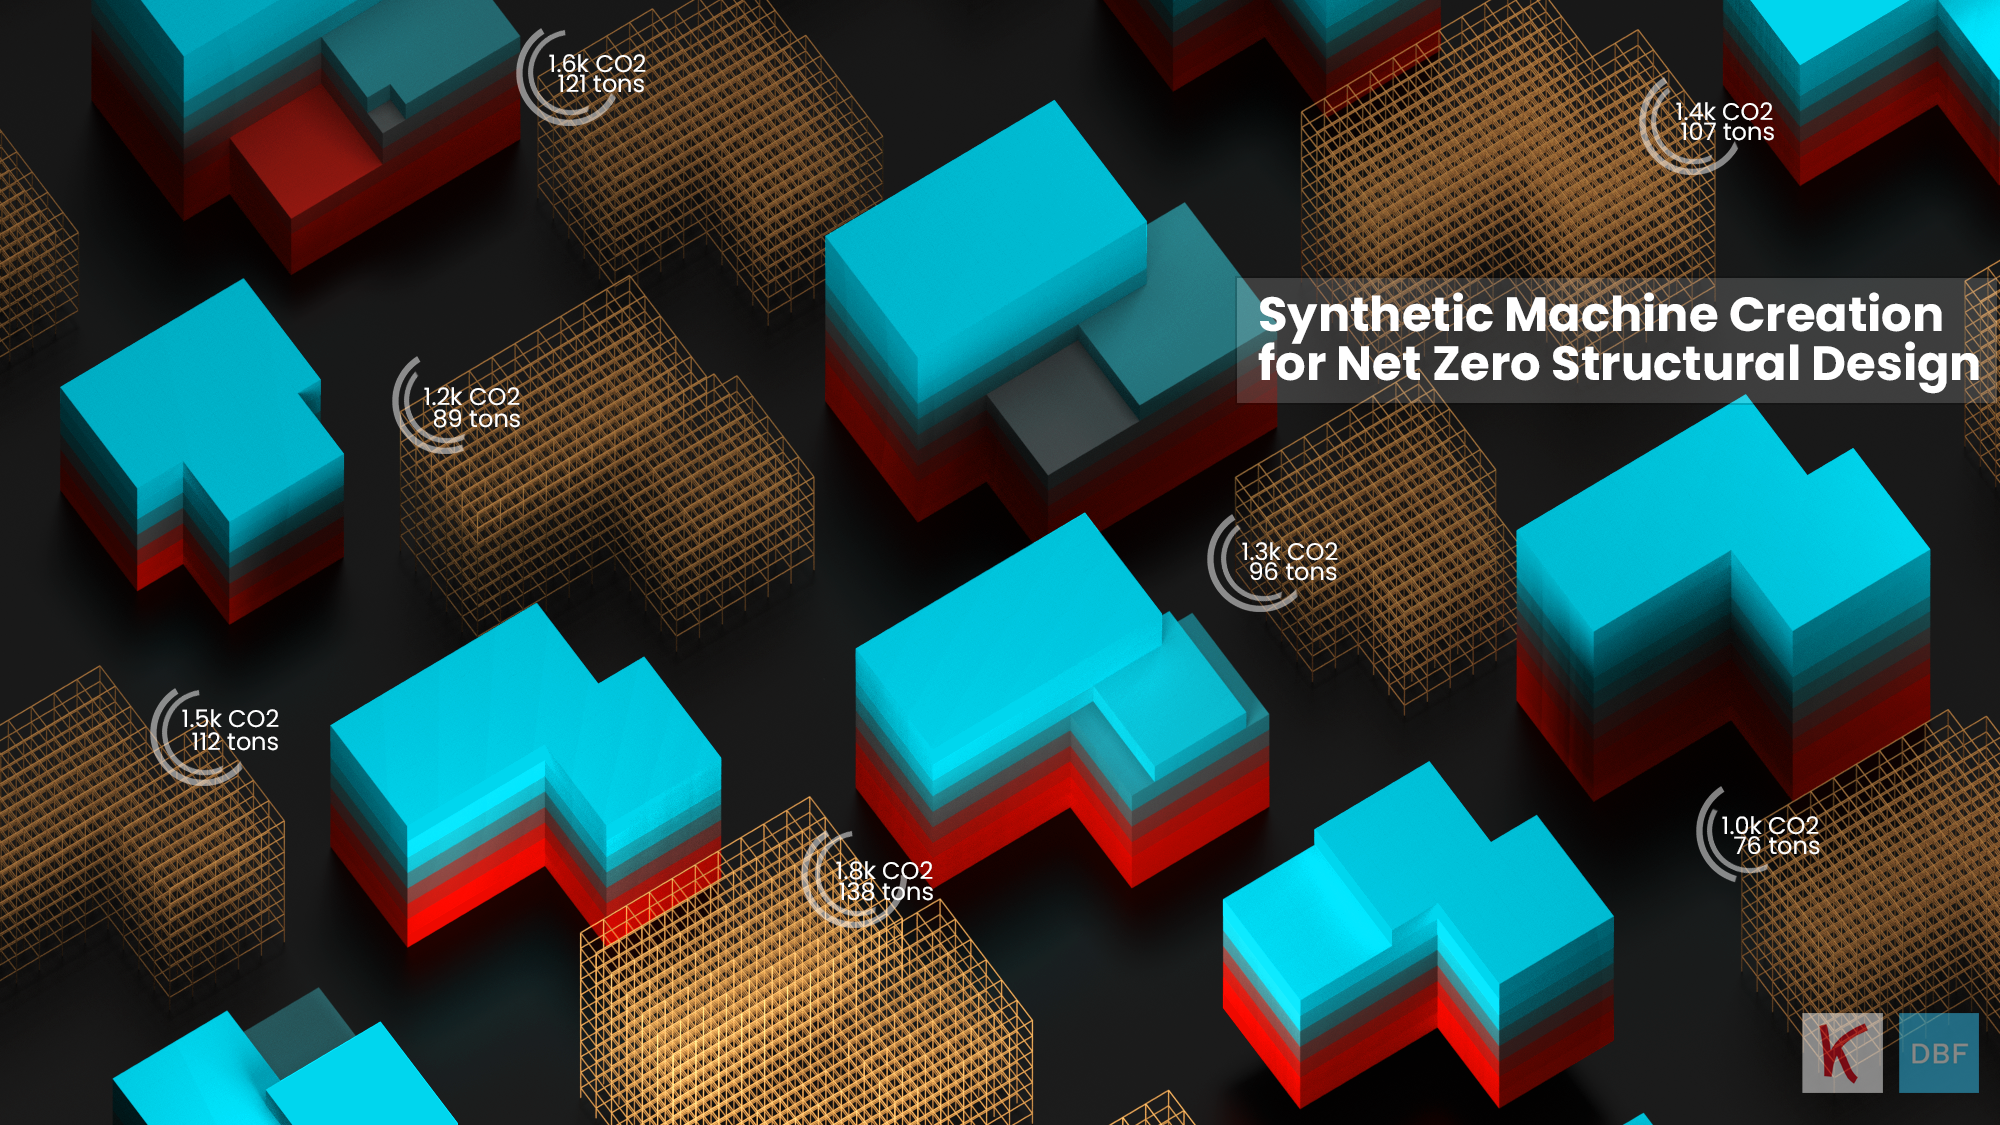 1.6k CO2
121 tons
1.4k CO2
107 tons
Synthetic Machine Creation
for Net Zero Structural Design
1.2k CO2
89 tons
1.3k CO2
96 tons
1.5k CO2
112 tons
1.8k CO2
138 tons
1.0k CO2
76 tons
K
DBF